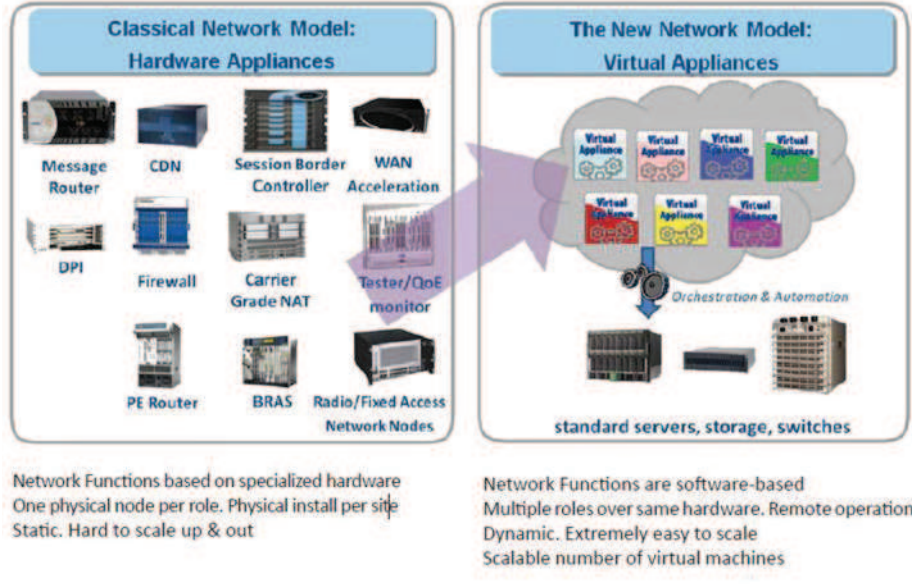 Classical Network Model:
Hardware Appliances
Message
Router
CDN
Session Border
Controller
WAN
Acceleration
DPI
Firewall
Carrier
Grade NAT
Tester/QoE
monitor
PE Router
BRAS
Radio/Fixed Access
Network Nodes
Network Functions based on specialized hardware
One physical node per role. Physical install per site
Static. Hard to scale up & out
The New Network Model:
Virtual Appliances
Virtual
Appliance
Virtual
Appliance
Virtual
Appliance
Virtual
Appliance
Virtual
Appliance
Virtual
Appliance
Virtual
Appliance
Orchestration & Automation
standard servers, storage, switches
Network Functions are software-based
Multiple roles over same hardware. Remote operation
Dynamic. Extremely easy to scale
Scalable number of virtual machines